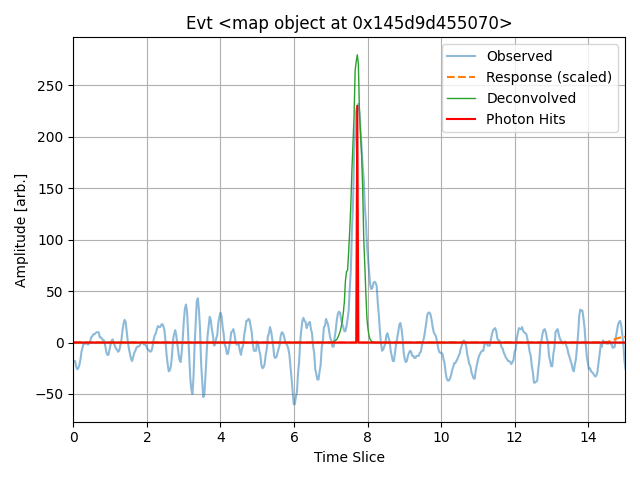 Evt <map object at 0x145d9d455070>
Observed
Response (scaled)
Deconvolved
Photon Hits
Amplitude [arb.]
250
200
150
100
50
0
−50
0 2 4 6 8 10 12 14
Time Slice